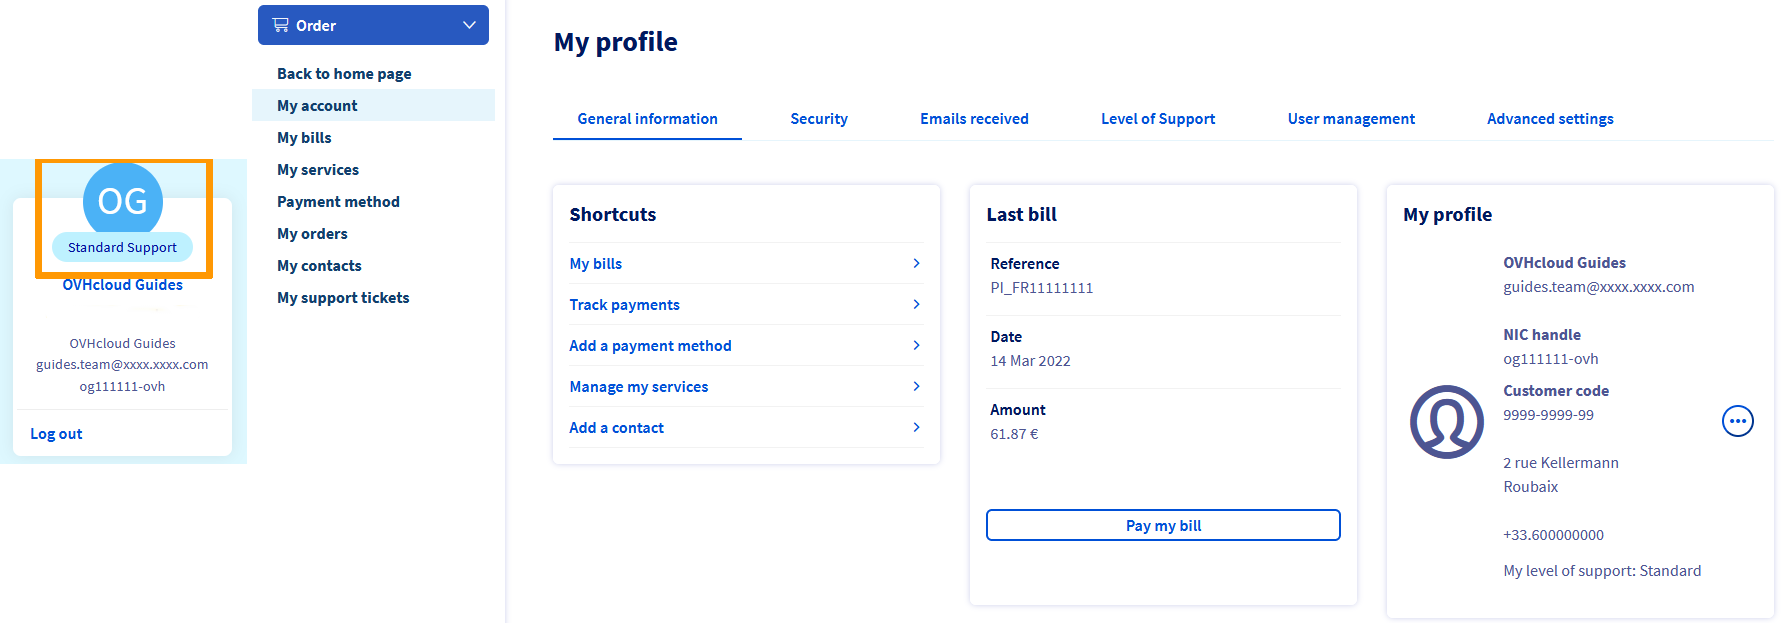 OG
Standard Support
OVHcloud Guides
OVHcloud Guides
guides.team@xxxx.xxxx.com
og111111-ovh
Log out
Order
Back to home page
My account
My bills
My services
Payment method
My orders
My contacts
My support tickets
My profile
General information
Security
Emails received
Level of Support
User management
Advanced settings
Shortcuts
My bills
Track payments
Add a payment method
Manage my services
Add a contact
Last bill
Reference
PI_FR11111111
Date
14 Mar 2022
Amount
61.87 €
Pay my bill
My profile
OVHcloud Guides
guides.team@xxxx.xxxx.com
NIC handle
og111111-ovh
Customer code
9999-9999-99
2 rue Kellermann
Roubaix
+33.600000000
My level of support: Standard